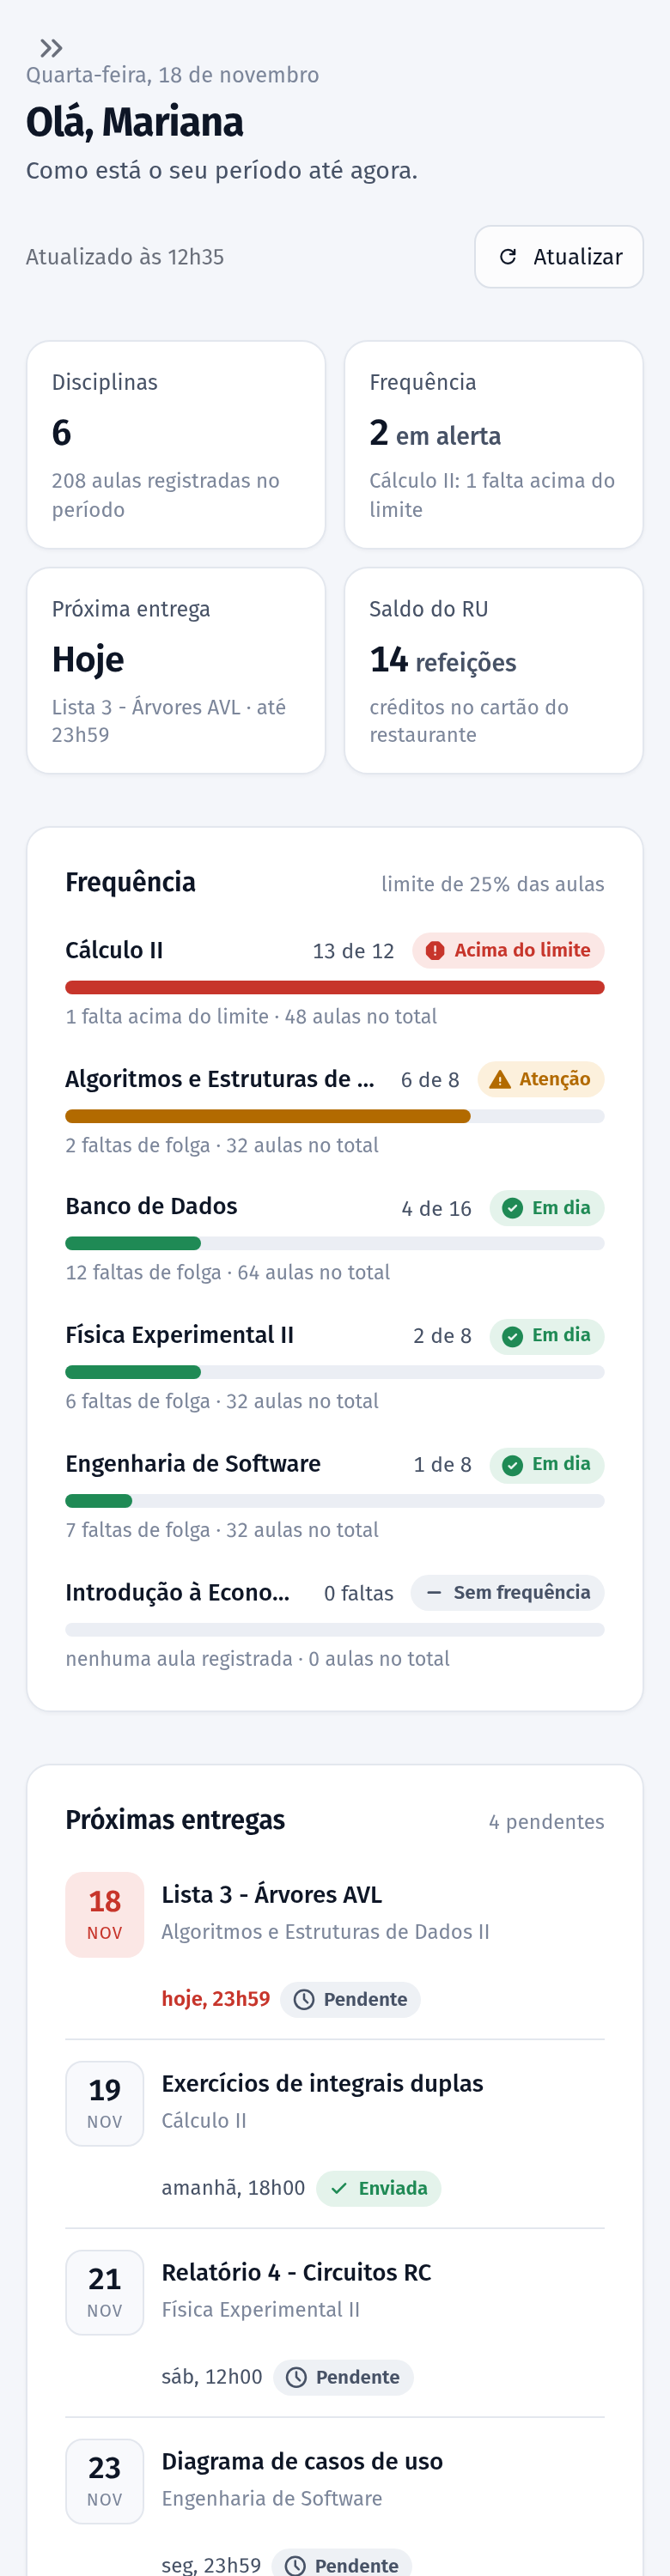 Quarta-feira, 18 de novembro
Olá, Mariana
Como está o seu período até agora.
Atualizado às 12h35
Atualizar
Disciplinas
6
208 aulas registradas no
período
Frequência
2 em alerta
Cálculo II: 1 falta acima do
limite
Próxima entrega
Hoje
Lista 3 - Árvores AVL · até
23h59
Saldo do RU
14 refeições
créditos no cartão do
restaurante
Frequência
limite de 25% das aulas
Cálculo II
13 de 12
Acima do limite
1 falta acima do limite · 48 aulas no total
Algoritmos e Estruturas de ...
6 de 8
Atenção
2 faltas de folga · 32 aulas no total
Banco de Dados
4 de 16
Em dia
12 faltas de folga · 64 aulas no total
Física Experimental II
2 de 8
Em dia
6 faltas de folga · 32 aulas no total
Engenharia de Software
1 de 8
Em dia
7 faltas de folga · 32 aulas no total
Introdução à Econo...
0 faltas
Sem frequência
nenhuma aula registrada · 0 aulas no total
Próximas entregas
4 pendentes
18
NOV
Lista 3 - Árvores AVL
Algoritmos e Estruturas de Dados II
hoje, 23h59
Pendente
19
NOV
Exercícios de integrais duplas
Cálculo II
amanhã, 18h00
Enviada
21
NOV
Relatório 4 - Circuitos RC
Física Experimental II
sáb, 12h00
Pendente
23
NOV
Diagrama de casos de uso
Engenharia de Software
seg, 23h59
Pendente